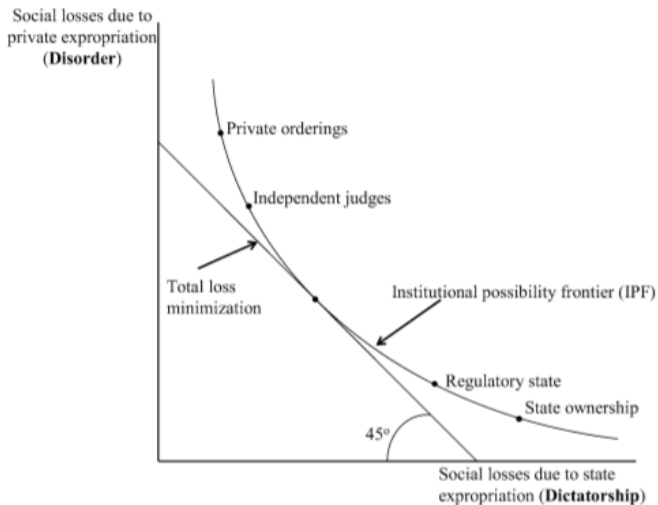 Social losses due to
private expropriation
(Disorder)
Private orderings
Independent judges
Total loss
minimization
Institutional possibility frontier (IPF)
Regulatory state
State ownership
45°
Social losses due to state
expropriation (Dictatorship)